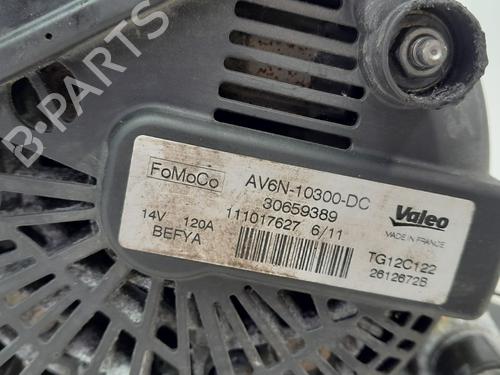 B-PARTS
FoMoCo
AV6N-10300-DC
30659389
14V 120A
111017627 6/11
BEFYA
Valeo
MADE IN FRANCE
TG12C122
2612672B